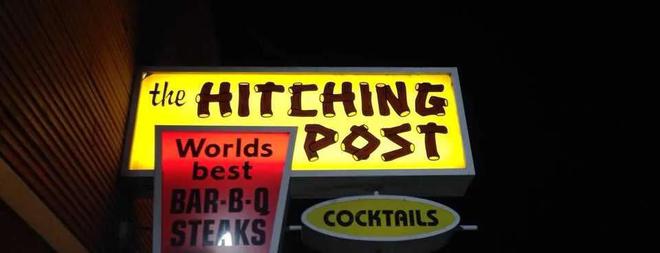 the HITCHING
POST
Worlds
best
BAR-B-Q
STEAKS
COCKTAILS